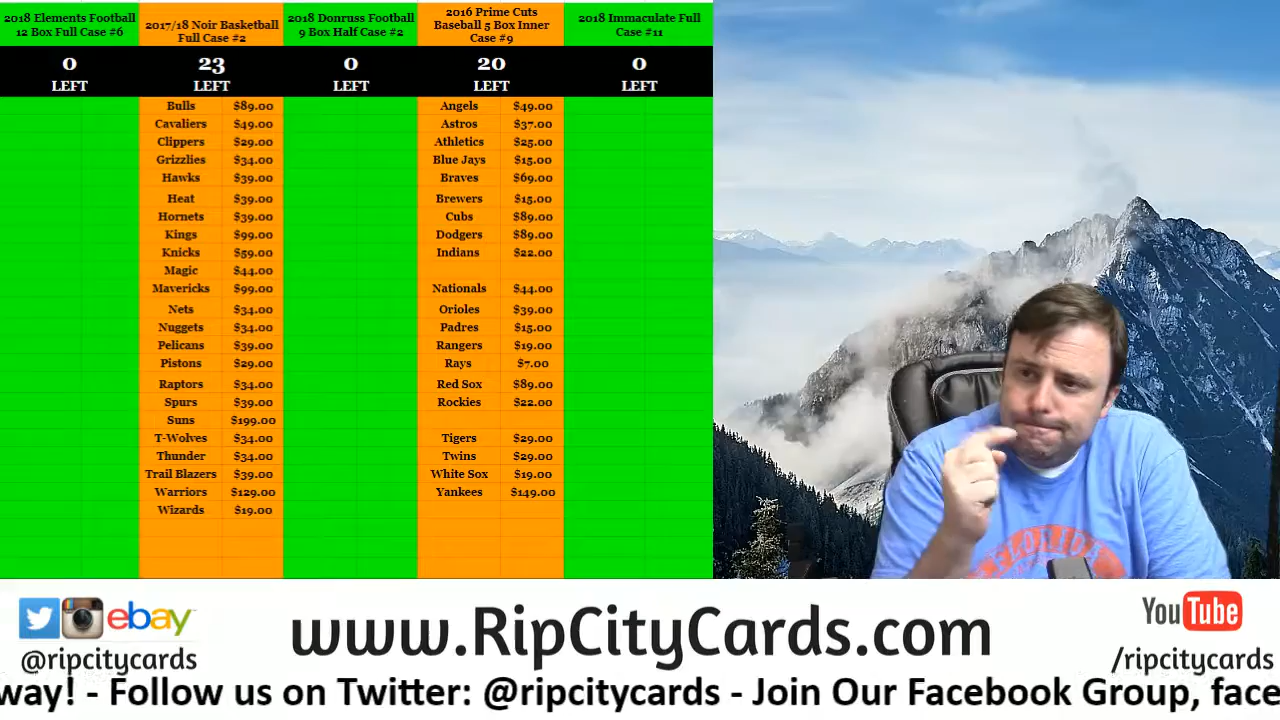 2018 Elements Football
12 Box Full Case #6
0
LEFT
2017/18 Noir Basketball
Full Case #2
23
LEFT
Bulls $89.00
Cavaliers $49.00
Clippers $29.00
Grizzlies $34.00
Hawks $39.00
Heat $39.00
Hornets $39.00
Kings $99.00
Knicks $59.00
Magic $44.00
Mavericks $99.00
Nets $34.00
Nuggets $34.00
Pelicans $39.00
Pistons $29.00
Raptors $34.00
Spurs $39.00
Suns $199.00
T-Wolves $34.00
Thunder $34.00
Trail Blazers $39.00
Warriors $129.00
Wizards $19.00
2018 Donruss Football
9 Box Half Case #2
0
LEFT
2016 Prime Cuts
Baseball 5 Box Inner
Case #9
20
LEFT
Angels $49.00
Astros $37.00
Athletics $25.00
Blue Jays $15.00
Braves $69.00
Brewers $15.00
Cubs $89.00
Dodgers $89.00
Indians $22.00
Nationals $44.00
Orioles $39.00
Padres $15.00
Rangers $19.00
Rays $7.00
Red Sox $89.00
Rockies $22.00
Tigers $29.00
Twins $29.00
White Sox $19.00
Yankees $149.00
2018 Immaculate Full
Case #11
0
LEFT
FLORIDA
ebay
@ripcitycards
www.RipCityCards.com
YouTube
/ripcitycards
way! - Follow us on Twitter: @ripcitycards - Join Our Facebook Group, face